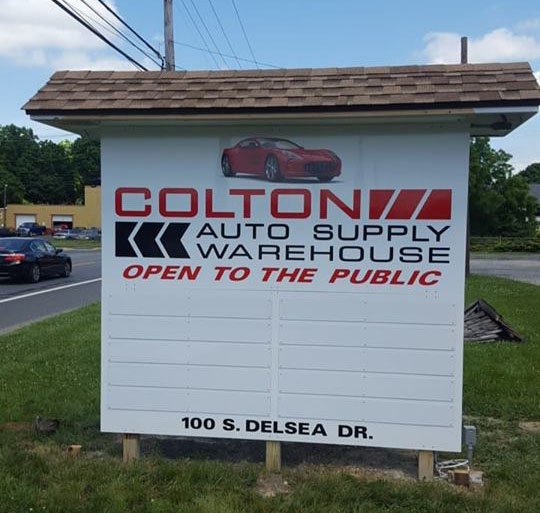 COLTON
AUTO SUPPLY
WAREHOUSE
OPEN TO THE PUBLIC
100 S. DELSEA DR.